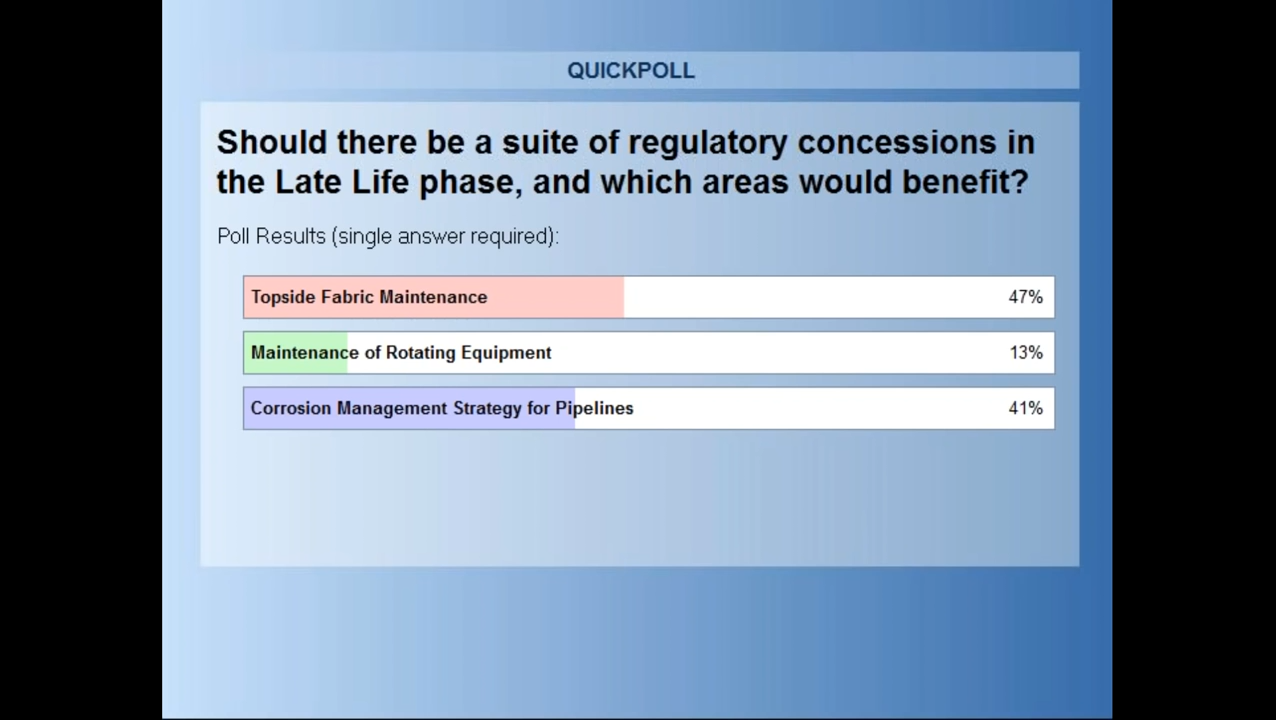 QUICKPOLL
Should there be a suite of regulatory concessions in
the Late Life phase, and which areas would benefit?
Poll Results (single answer required):
Topside Fabric Maintenance 47%
Maintenance of Rotating Equipment 13%
Corrosion Management Strategy for Pipelines 41%